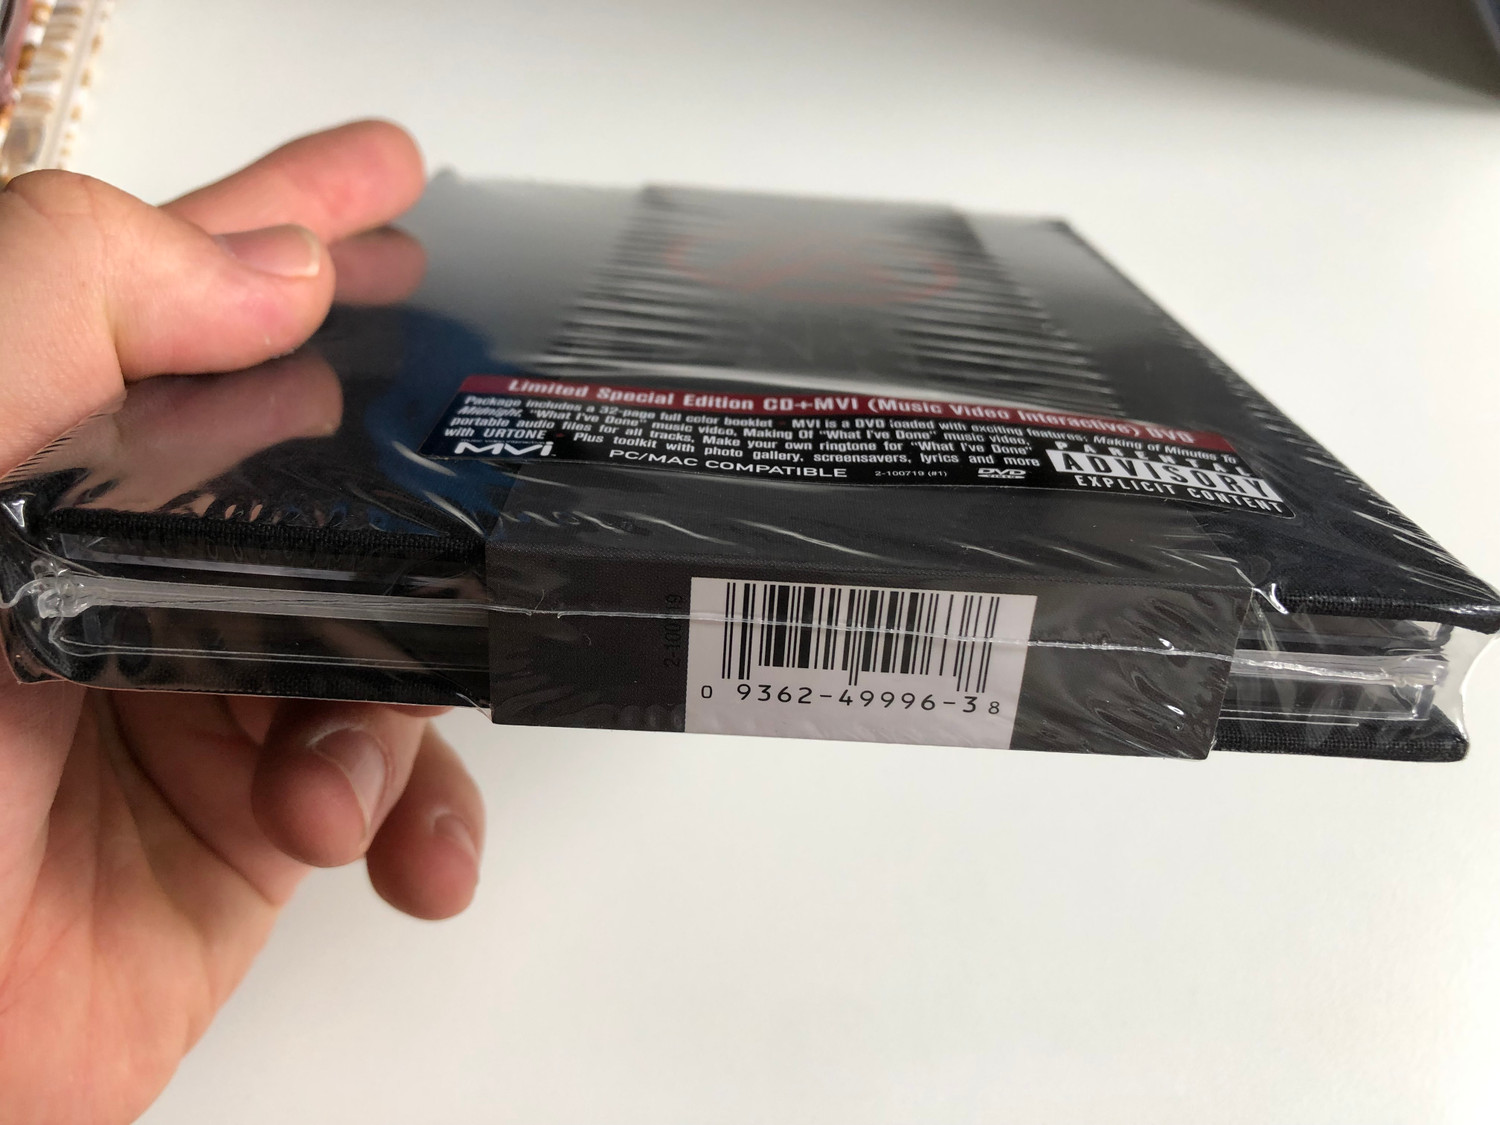 Limited Special Edition CD+MVI (Music Video Interactive) DVD
Package includes a 32-page full color booklet • MVI is a DVD loaded with exciting features: Making of Minutes To
Midnight, "What I've Done" music video, Making Of "What I've Done" music video,
portable audio files for all tracks, Make your own ringtone for "What I've Done"
with URTONE • Plus toolkit with photo gallery, screensavers, lyrics and more
MVi
PC/MAC COMPATIBLE
2-100719 (#1)
DVD
PARENTAL
ADVISORY
EXPLICIT CONTENT
2-100719
0 9362-49996-3 8